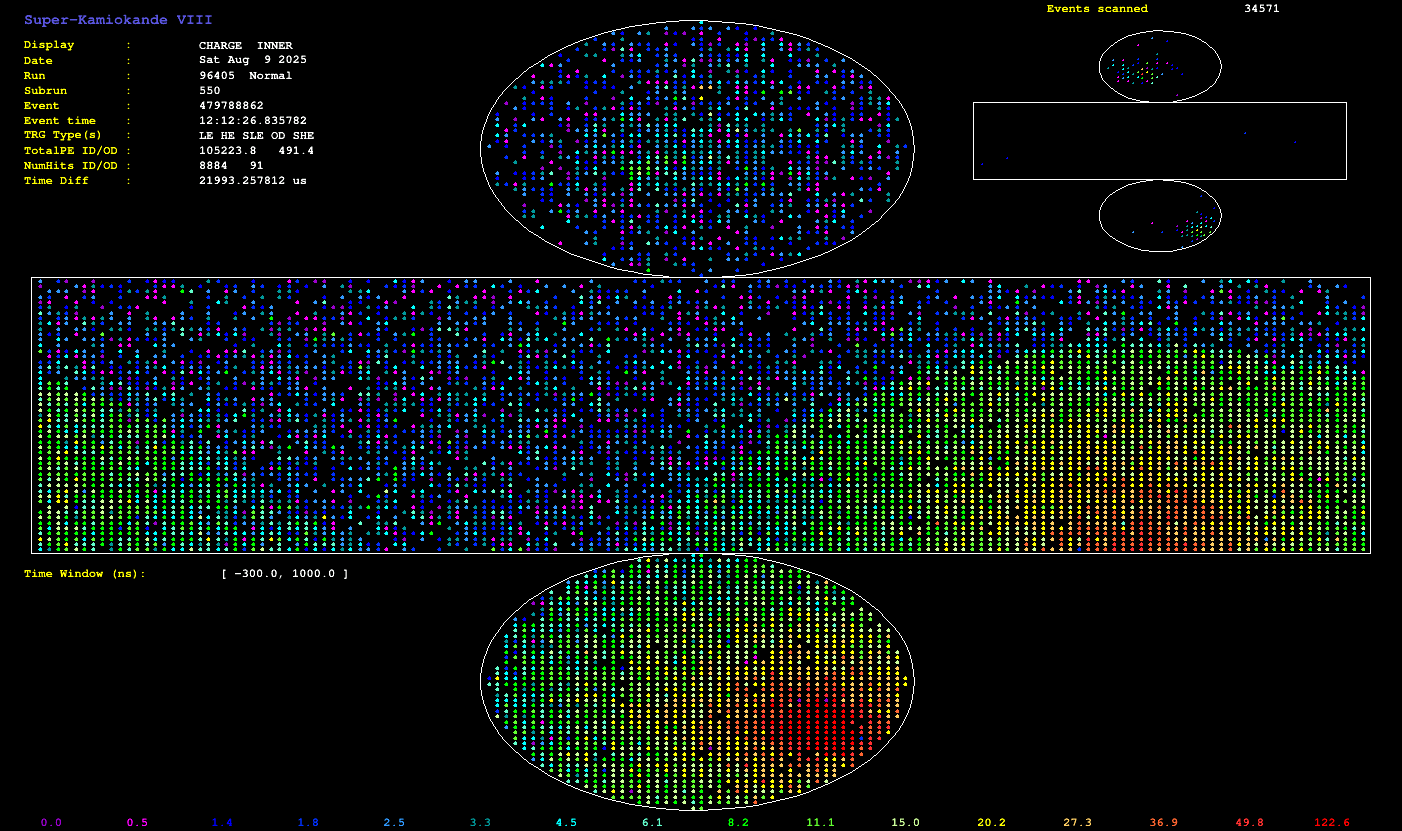 Super-Kamiokande VIII
Events scanned 34571
Display : CHARGE INNER
Date : Sat Aug 9 2025
Run : 96405 Normal
Subrun : 550
Event : 479788862
Event time : 12:12:26.835782
TRG Type(s) : LE HE SLE OD SHE
TotalPE ID/OD : 105223.8 491.4
NumHits ID/OD : 8884 91
Time Diff : 21993.257812 us
Time Window (ns): [ -300.0, 1000.0 ]
0.0 0.5 1.4 1.8 2.5 3.3 4.5 6.1 8.2 11.1 15.0 20.2 27.3 36.9 49.8 122.6